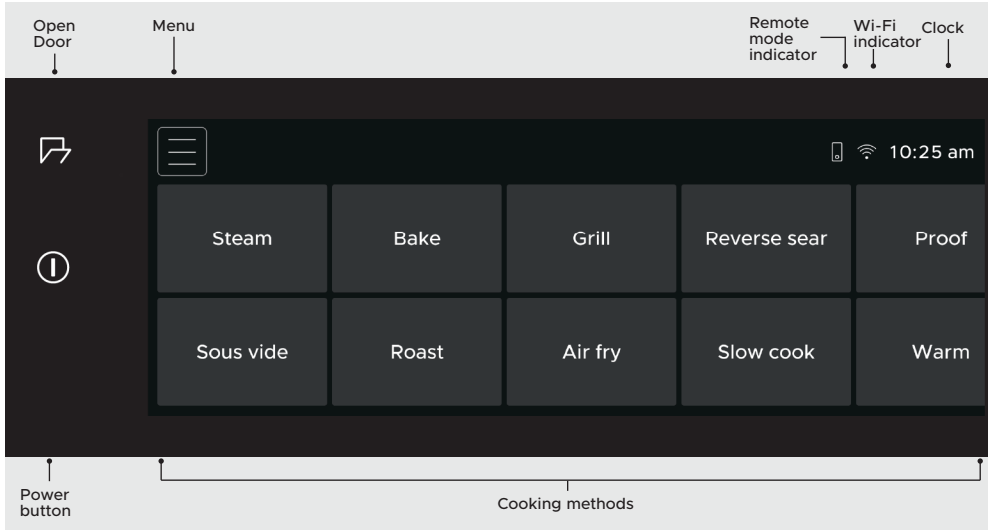 Open
Door
Menu
Remote
mode
indicator
Wi-Fi
indicator
Clock
10:25 am
Steam
Bake
Grill
Reverse sear
Proof
Sous vide
Roast
Air fry
Slow cook
Warm
Power
button
Cooking methods